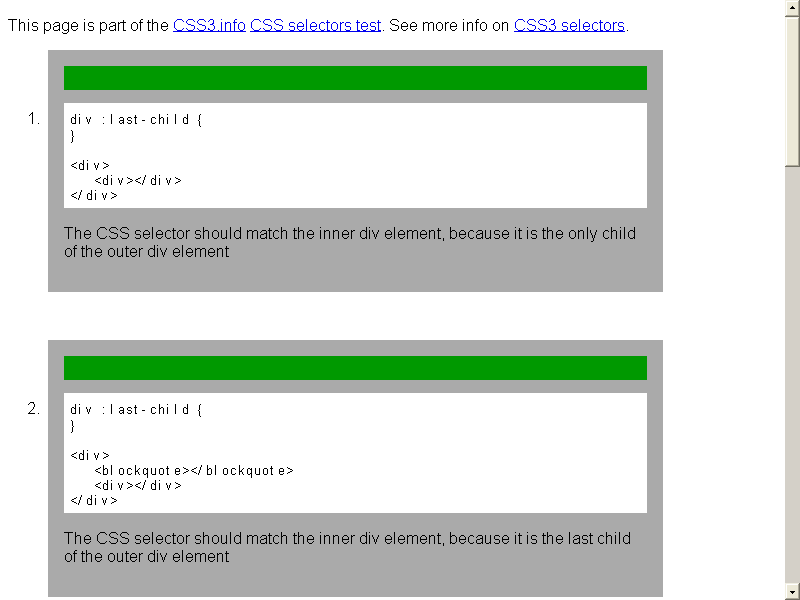 This page is part of the CSS3.info CSS selectors test. See more info on CSS3 selectors.
1.
div :last-child {
}
<div>
<div></div>
</div>
The CSS selector should match the inner div element, because it is the only child
of the outer div element
2.
div :last-child {
}
<div>
<blockquote></blockquote>
<div></div>
</div>
The CSS selector should match the inner div element, because it is the last child
of the outer div element